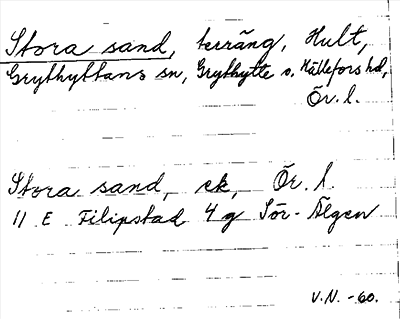 Stora sand, terräng, Hult,
Grythyttans sn, Grythytte o. Hällefors hd,
Ör. l.
Stora sand, ek, Ör. l.
11 E Filipstad 4 g Sör-Älgen
V.N. -60.